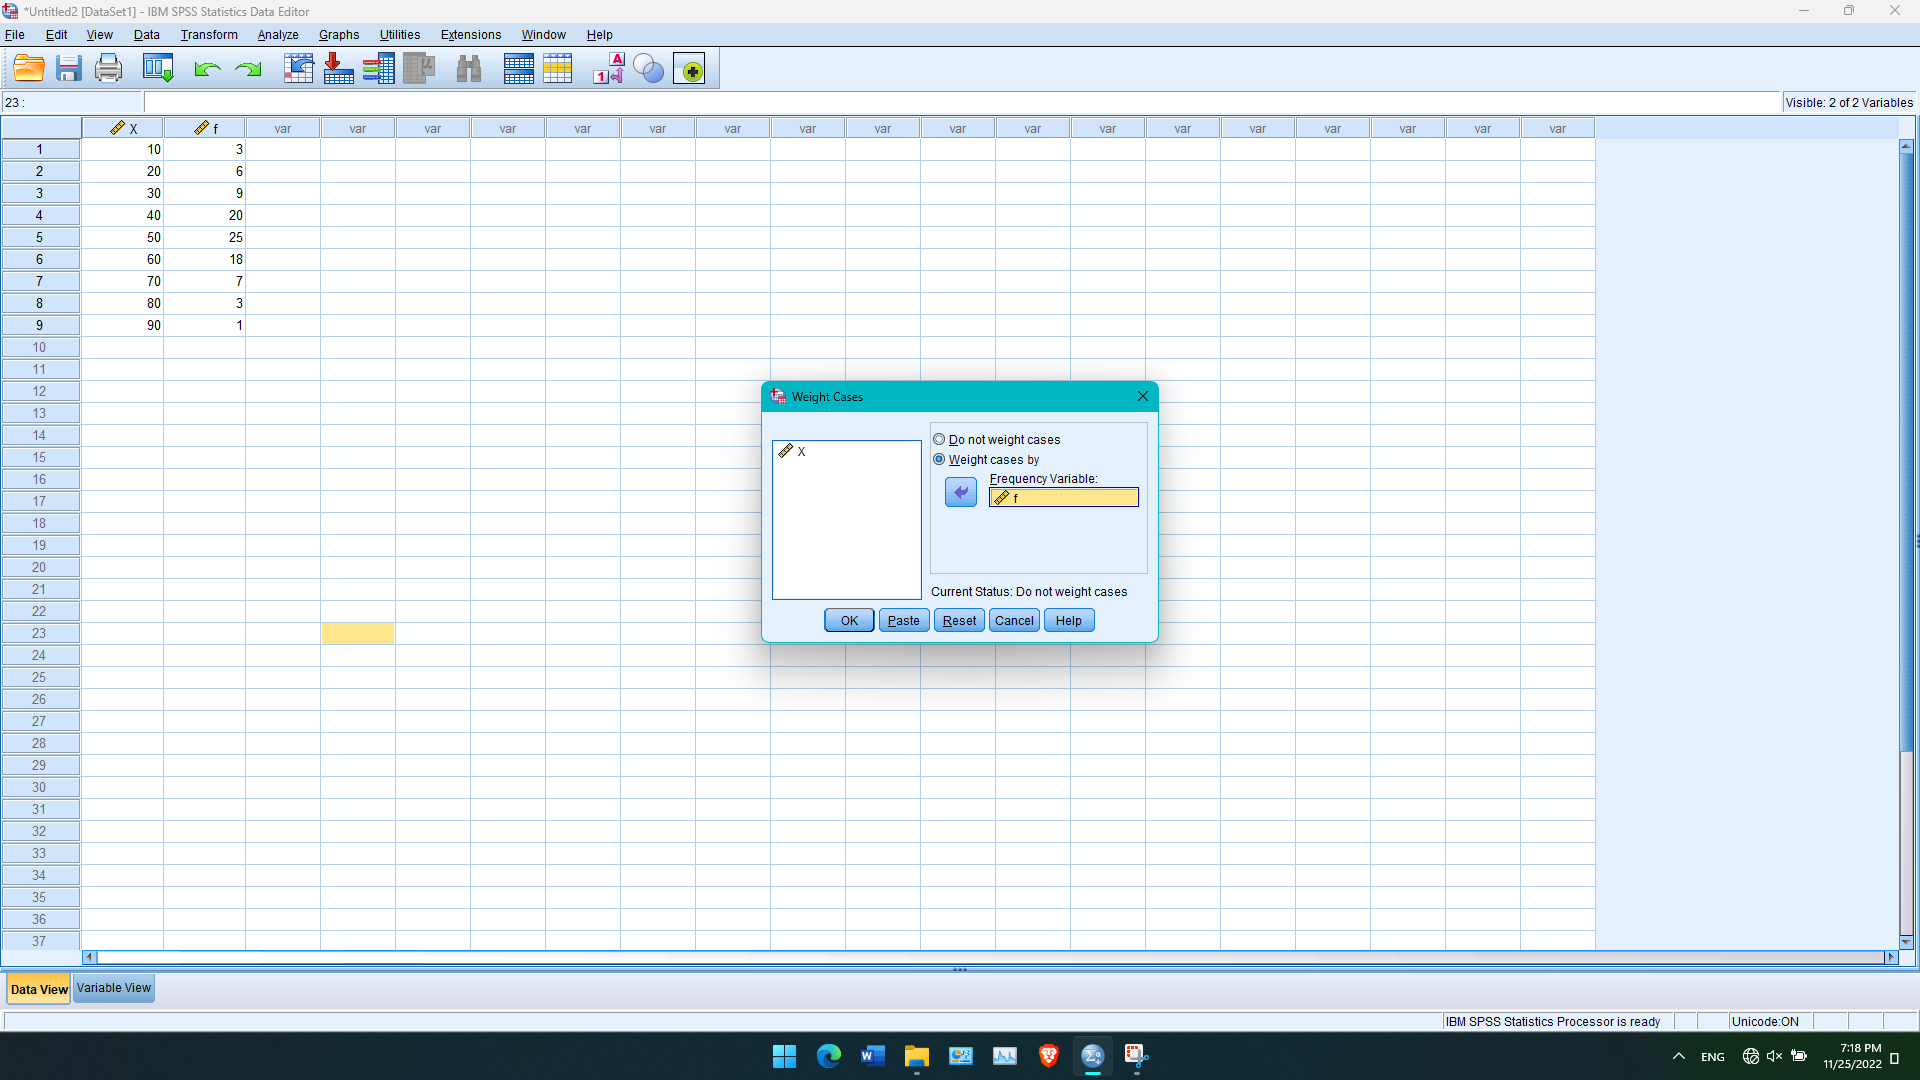 *Untitled2 [DataSet1] - IBM SPSS Statistics Data Editor
File Edit View Data Transform Analyze Graphs Utilities Extensions Window Help
23 :
Visible: 2 of 2 Variables
X f var var var var var var var var var var var var var var var var var var
1 10 3
2 20 6
3 30 9
4 40 20
5 50 25
6 60 18
7 70 7
8 80 3
9 90 1
10
11
12
13
14
15
16
17
18
19
20
21
22
23
24
25
26
27
28
29
30
31
32
33
34
35
36
37
Weight Cases
X
Do not weight cases
Weight cases by
Frequency Variable:
f
Current Status: Do not weight cases
OK Paste Reset Cancel Help
Data View Variable View
IBM SPSS Statistics Processor is ready Unicode:ON
ENG
7:18 PM
11/25/2022